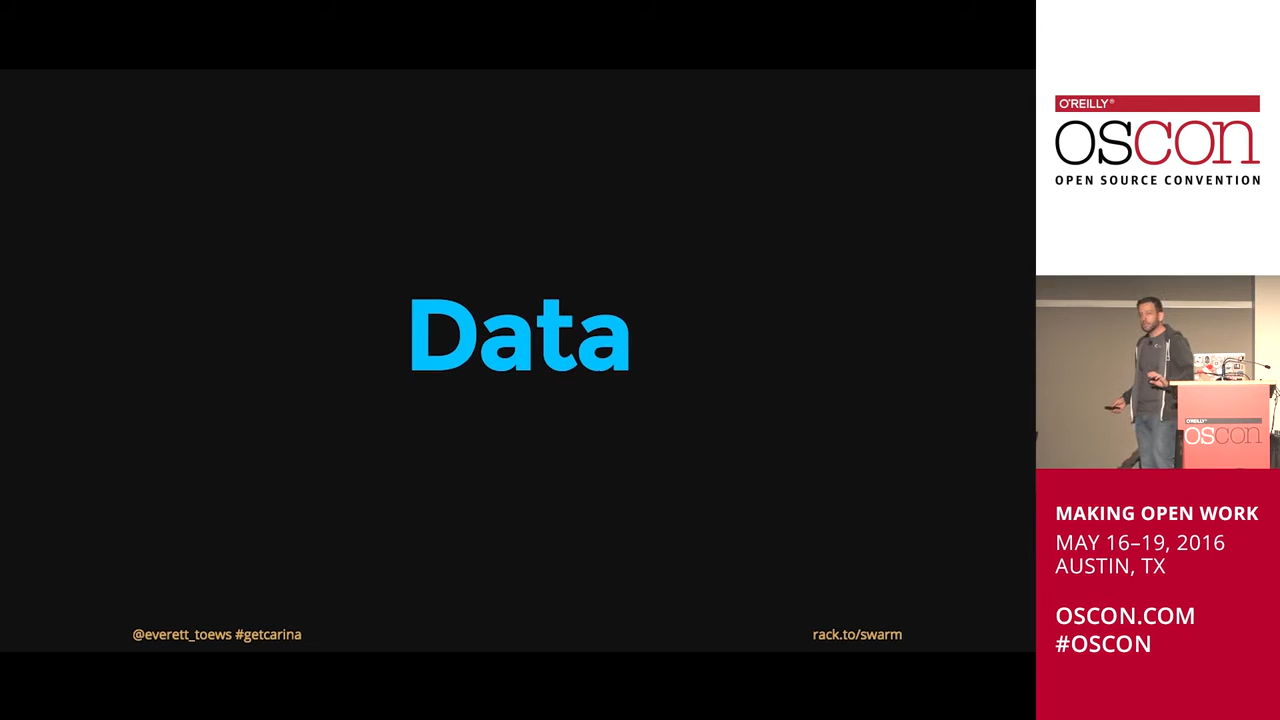 Data
@everett_toews #getcarina
rack.to/swarm
O'REILLY®
OSCON
OPEN SOURCE CONVENTION
O'REILLY®
OSCON
MAKING OPEN WORK
MAY 16–19, 2016
AUSTIN, TX
OSCON.COM
#OSCON